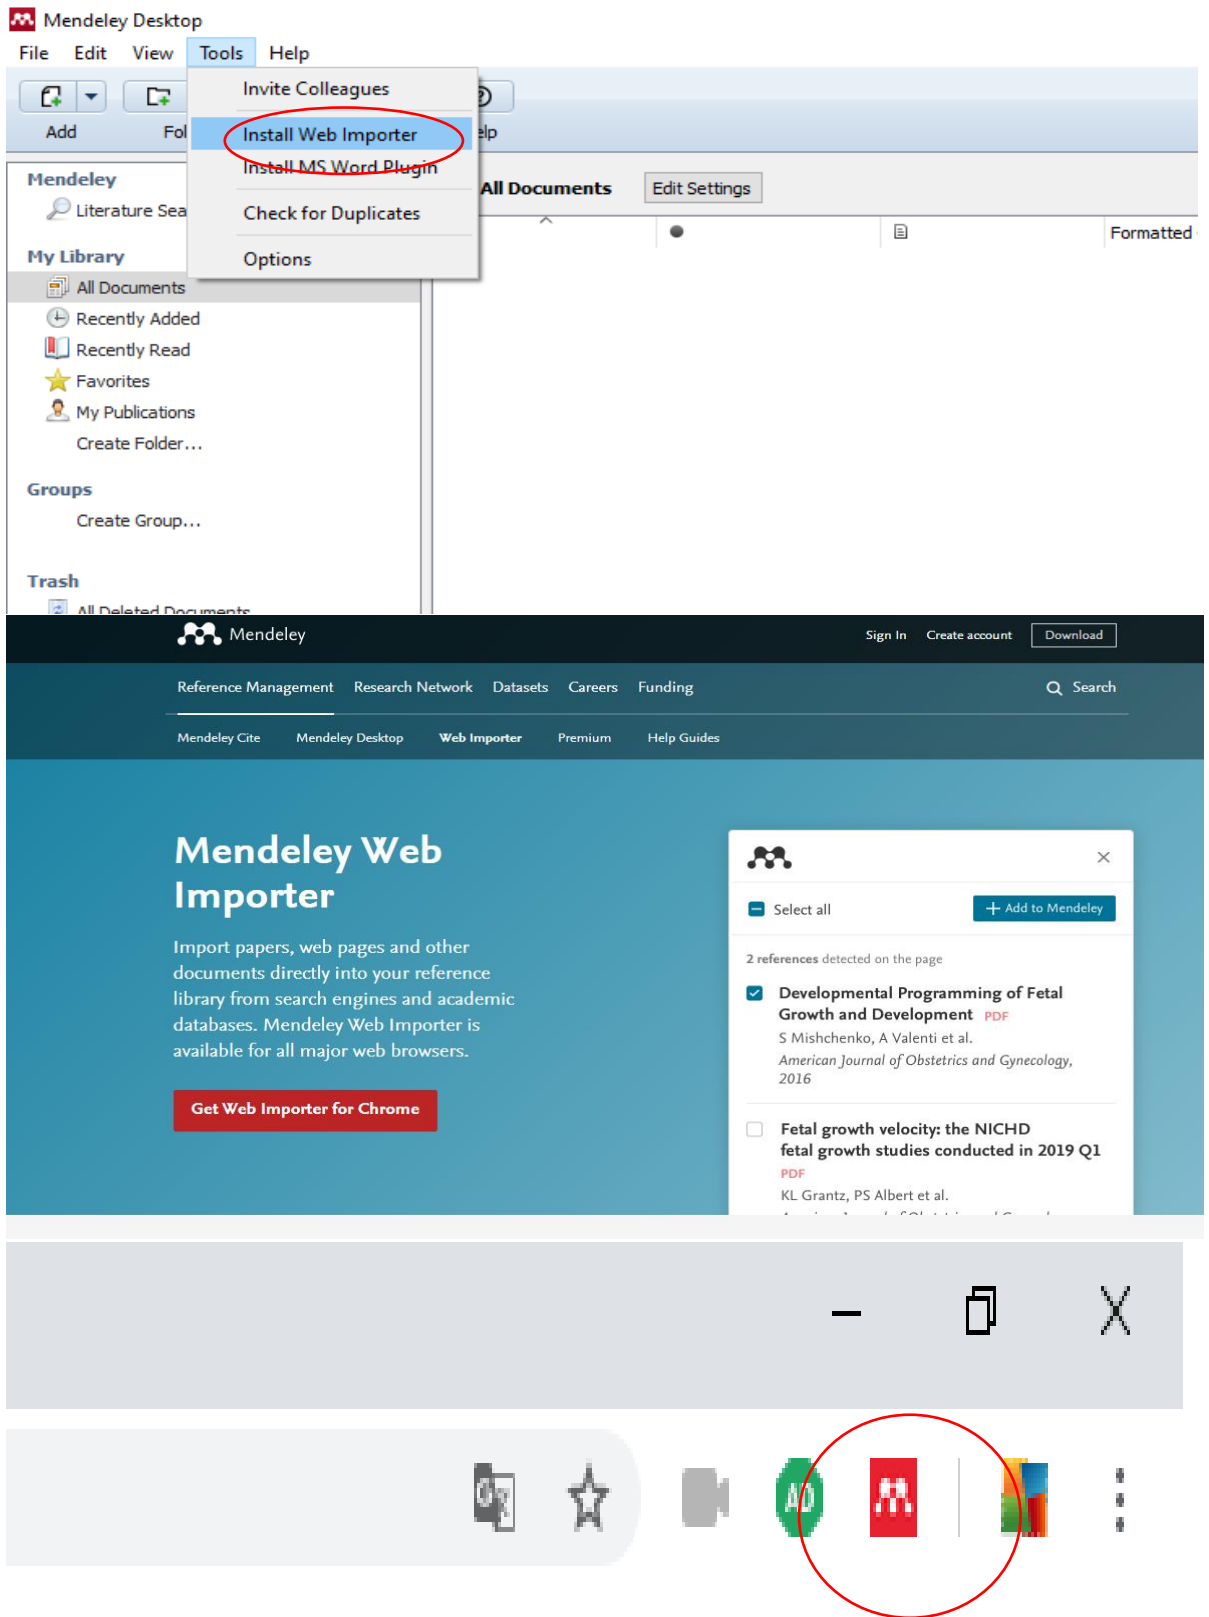 Mendeley Desktop
File Edit View Tools Help
Invite Colleagues
Install Web Importer
Install MS Word Plugin
Check for Duplicates
Options
Add
Fol
elp
Mendeley
Literature Sea
My Library
All Documents
Recently Added
Recently Read
Favorites
My Publications
Create Folder...
Groups
Create Group...
Trash
All Deleted Documents
All Documents Edit Settings
Formatted
Mendeley
Sign In Create account Download
Reference Management Research Network Datasets Careers Funding Search
Mendeley Cite Mendeley Desktop Web Importer Premium Help Guides
Mendeley Web
Importer
Import papers, web pages and other
documents directly into your reference
library from search engines and academic
databases. Mendeley Web Importer is
available for all major web browsers.
Get Web Importer for Chrome
Select all + Add to Mendeley
2 references detected on the page
Developmental Programming of Fetal
Growth and Development PDF
S Mishchenko, A Valenti et al.
American Journal of Obstetrics and Gynecology,
2016
Fetal growth velocity: the NICHD
fetal growth studies conducted in 2019 Q1
PDF
KL Grantz, PS Albert et al.
AD